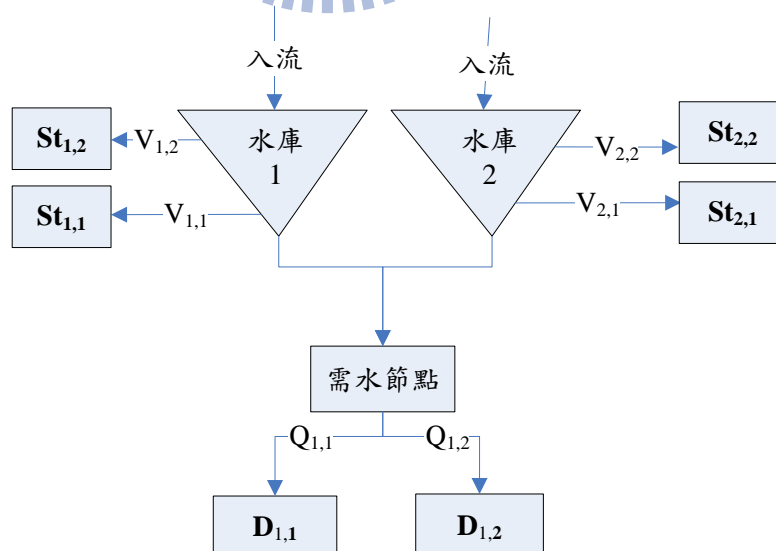 入流
入流
St1,2
V1,2
水庫
1
水庫
2
V2,2
St2,2
St1,1
V1,1
V2,1
St2,1
需水節點
Q1,1
Q1,2
D1,1
D1,2